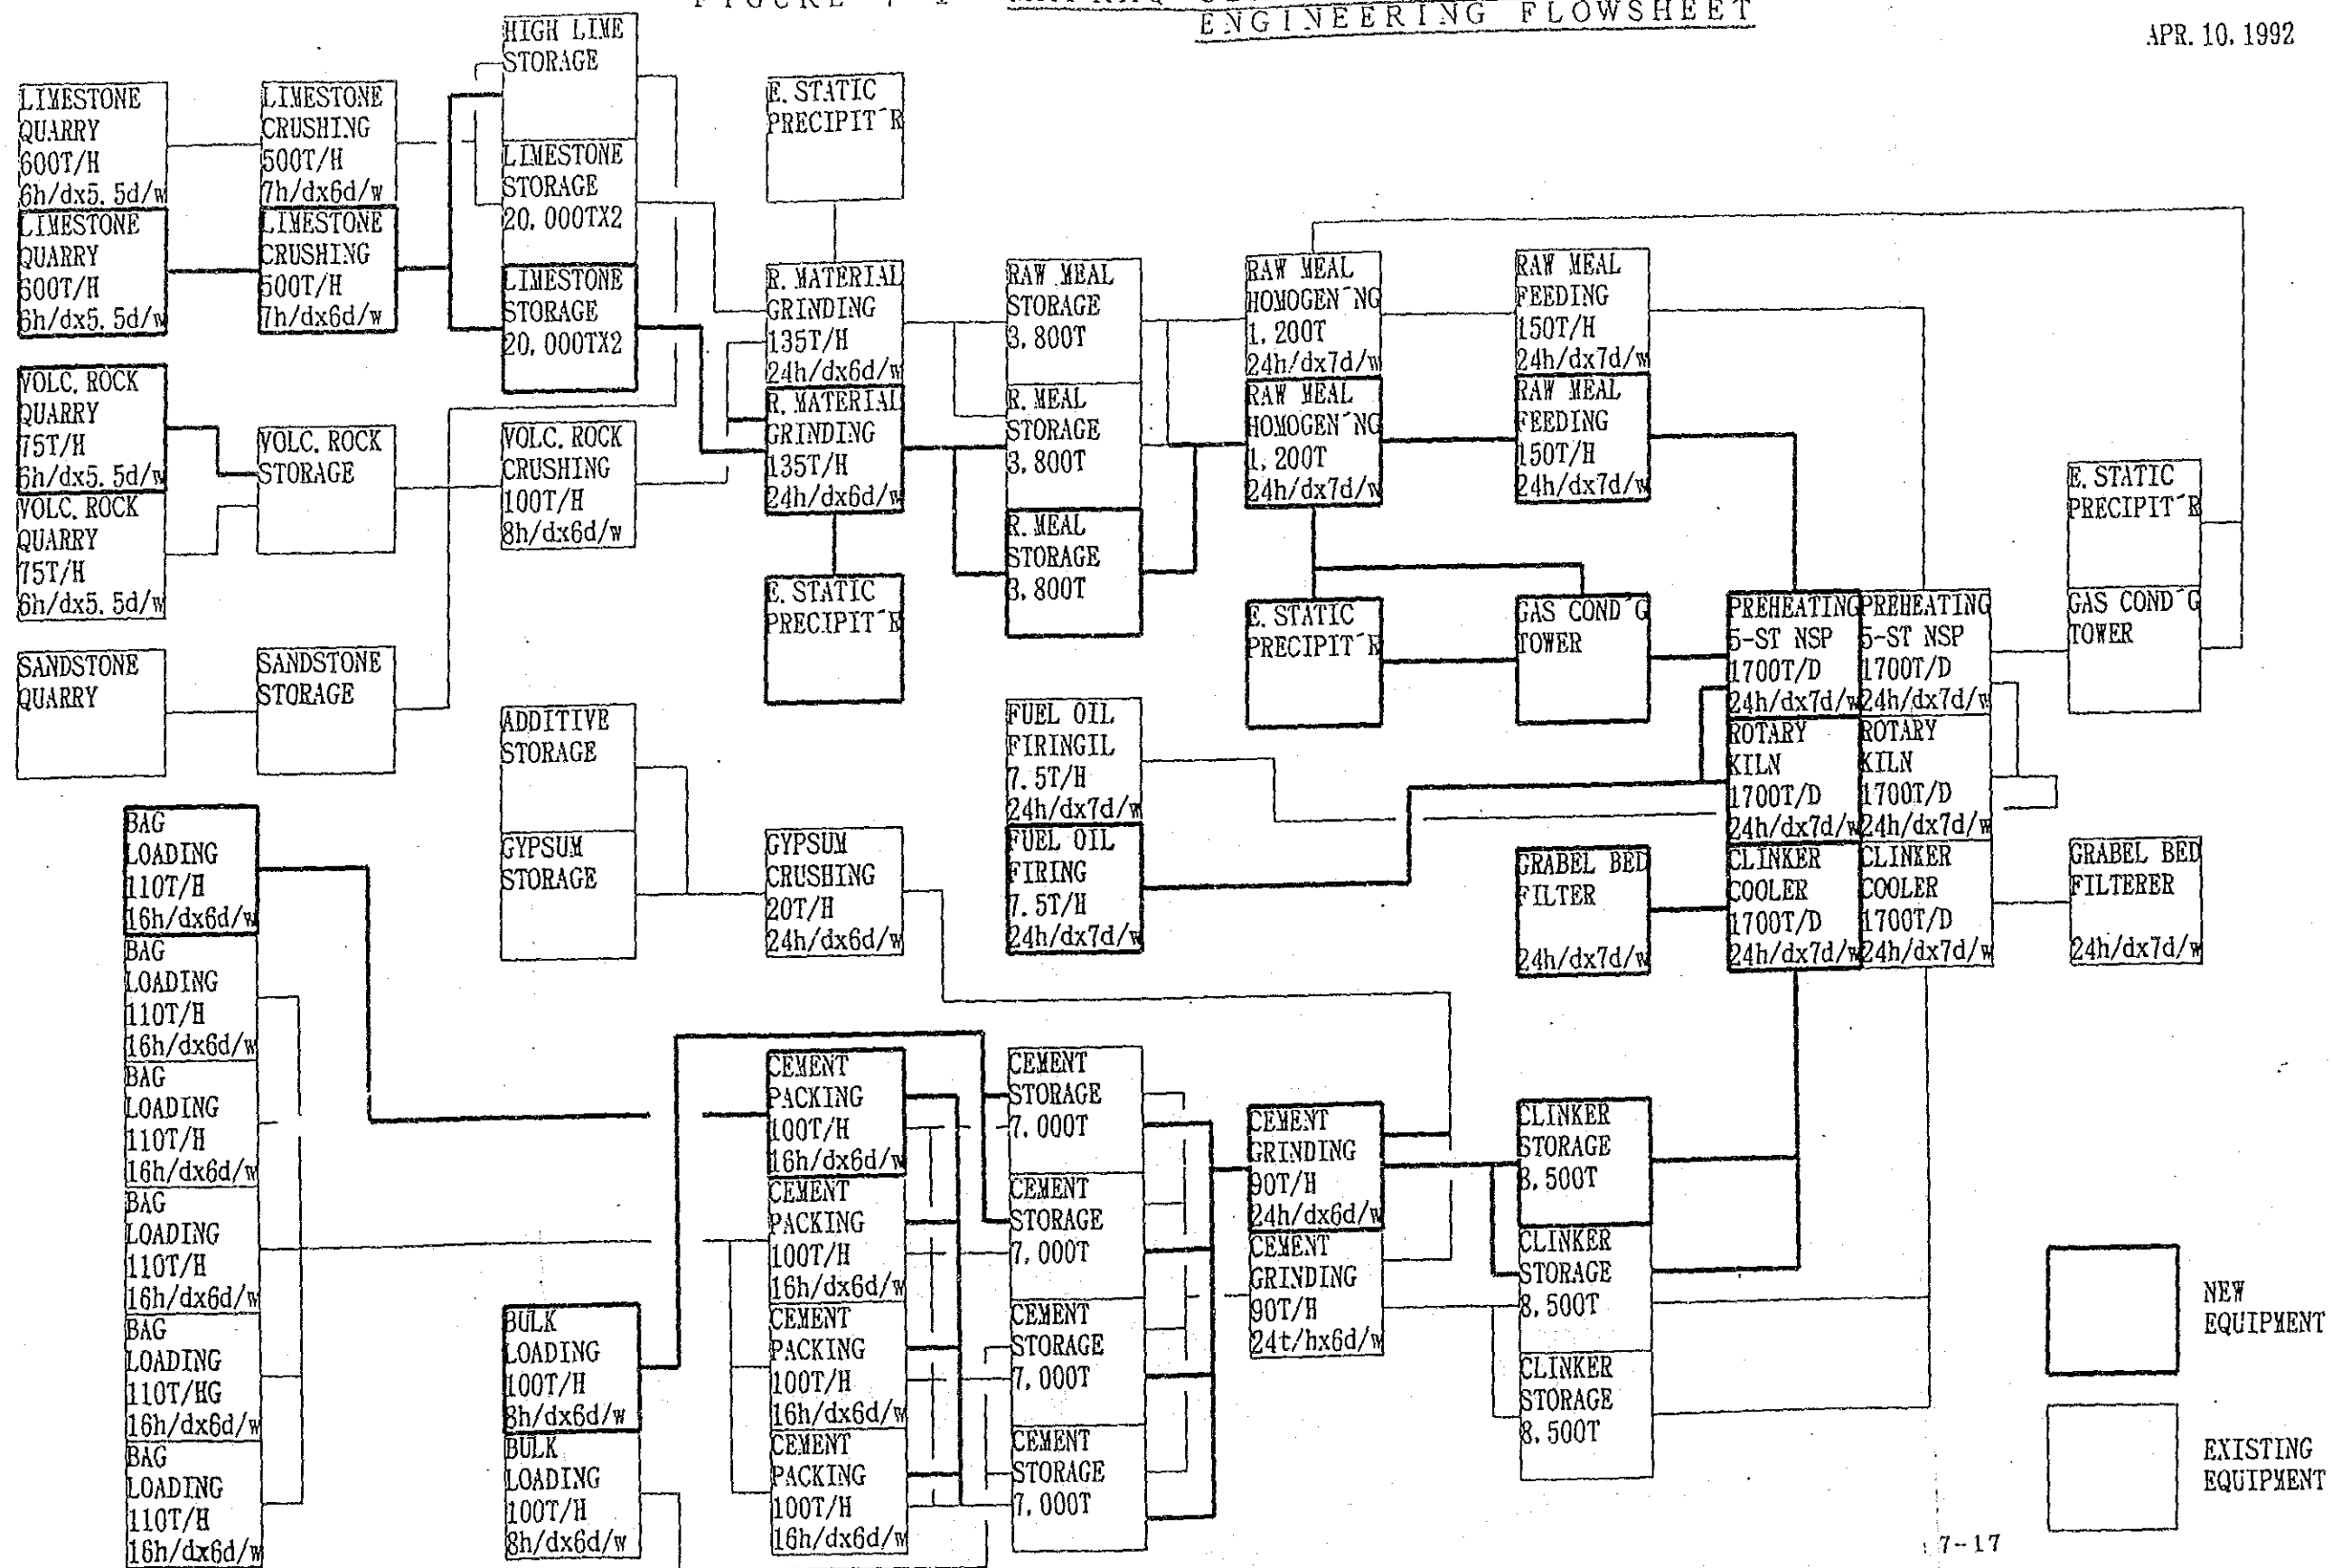 ENGINEERING FLOWSHEET
APR. 10. 1992
HIGH LIME
STORAGE
LIMESTONE
QUARRY
600T/H
6h/dx5.5d/w
LIMESTONE
CRUSHING
500T/H
7h/dx6d/w
LIMESTONE
STORAGE
20,000TX2
E. STATIC
PRECIPIT´R
LIMESTONE
QUARRY
600T/H
6h/dx5.5d/w
LIMESTONE
CRUSHING
500T/H
7h/dx6d/w
LIMESTONE
STORAGE
20,000TX2
R. MATERIAL
GRINDING
135T/H
24h/dx6d/w
RAW MEAL
STORAGE
3,800T
RAW MEAL
HOMOGEN´NG
1,200T
24h/dx7d/w
RAW MEAL
FEEDING
150T/H
24h/dx7d/w
VOLC. ROCK
QUARRY
75T/H
6h/dx5.5d/w
VOLC. ROCK
STORAGE
VOLC. ROCK
CRUSHING
100T/H
8h/dx6d/w
R. MATERIAL
GRINDING
135T/H
24h/dx6d/w
R. MEAL
STORAGE
3,800T
RAW MEAL
HOMOGEN´NG
1,200T
24h/dx7d/w
RAW MEAL
FEEDING
150T/H
24h/dx7d/w
E. STATIC
PRECIPIT´R
VOLC. ROCK
QUARRY
75T/H
6h/dx5.5d/w
R. MEAL
STORAGE
3,800T
E. STATIC
PRECIPIT´R
E. STATIC
PRECIPIT´R
GAS COND´G
TOWER
PREHEATING
5-ST NSP
1700T/D
24h/dx7d/w
PREHEATING
5-ST NSP
1700T/D
24h/dx7d/w
GAS COND´G
TOWER
SANDSTONE
QUARRY
SANDSTONE
STORAGE
ADDITIVE
STORAGE
FUEL OIL
FIRINGIL
7.5T/H
24h/dx7d/w
ROTARY
KILN
1700T/D
24h/dx7d/w
ROTARY
KILN
1700T/D
24h/dx7d/w
BAG
LOADING
110T/H
16h/dx6d/w
GYPSUM
STORAGE
GYPSUM
CRUSHING
20T/H
24h/dx6d/w
FUEL OIL
FIRING
7.5T/H
24h/dx7d/w
GRABEL BED
FILTER
24h/dx7d/w
CLINKER
COOLER
1700T/D
24h/dx7d/w
CLINKER
COOLER
1700T/D
24h/dx7d/w
GRABEL BED
FILTERER
24h/dx7d/w
BAG
LOADING
110T/H
16h/dx6d/w
BAG
LOADING
110T/H
16h/dx6d/w
CEMENT
PACKING
100T/H
16h/dx6d/w
CEMENT
STORAGE
7.000T
CEMENT
GRINDING
90T/H
24h/dx6d/w
CLINKER
STORAGE
8.500T
BAG
LOADING
110T/H
16h/dx6d/w
CEMENT
PACKING
100T/H
16h/dx6d/w
CEMENT
STORAGE
7.000T
CEMENT
GRINDING
90T/H
24t/hx6d/w
CLINKER
STORAGE
8.500T
NEW
EQUIPMENT
BAG
LOADING
110T/HG
16h/dx6d/w
BULK
LOADING
100T/H
8h/dx6d/w
CEMENT
PACKING
100T/H
16h/dx6d/w
CEMENT
STORAGE
7.000T
CLINKER
STORAGE
8.500T
BAG
LOADING
110T/H
16h/dx6d/w
BULK
LOADING
100T/H
8h/dx6d/w
CEMENT
PACKING
100T/H
16h/dx6d/w
CEMENT
STORAGE
7.000T
EXISTING
EQUIPMENT
7-17